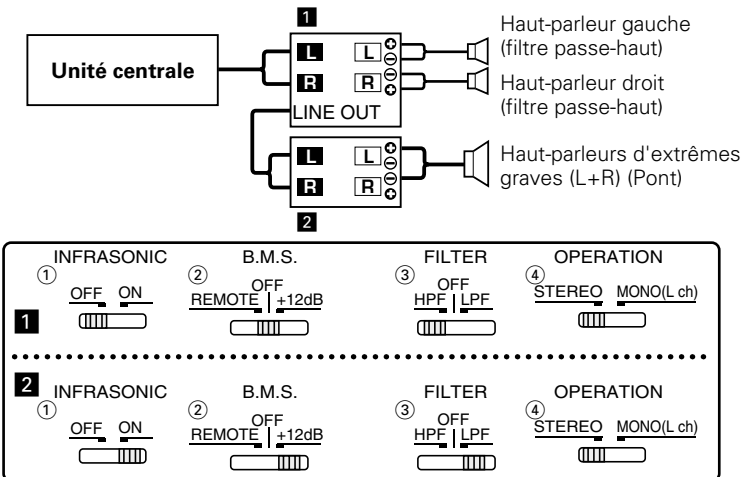 1
Haut-parleur gauche
(filtre passe-haut)
Unité centrale
L L ⊕ ⊖
R R ⊖ ⊕
Haut-parleur droit
(filtre passe-haut)
LINE OUT
L L ⊕ ⊖
R R ⊖ ⊕
Haut-parleurs d'extrêmes
graves (L+R) (Pont)
2
INFRASONIC B.M.S. FILTER OPERATION
① OFF ON ② REMOTE OFF +12dB ③ HPF OFF LPF ④ STEREO MONO(L ch)
1
2
INFRASONIC B.M.S. FILTER OPERATION
① OFF ON ② REMOTE OFF +12dB ③ HPF OFF LPF ④ STEREO MONO(L ch)